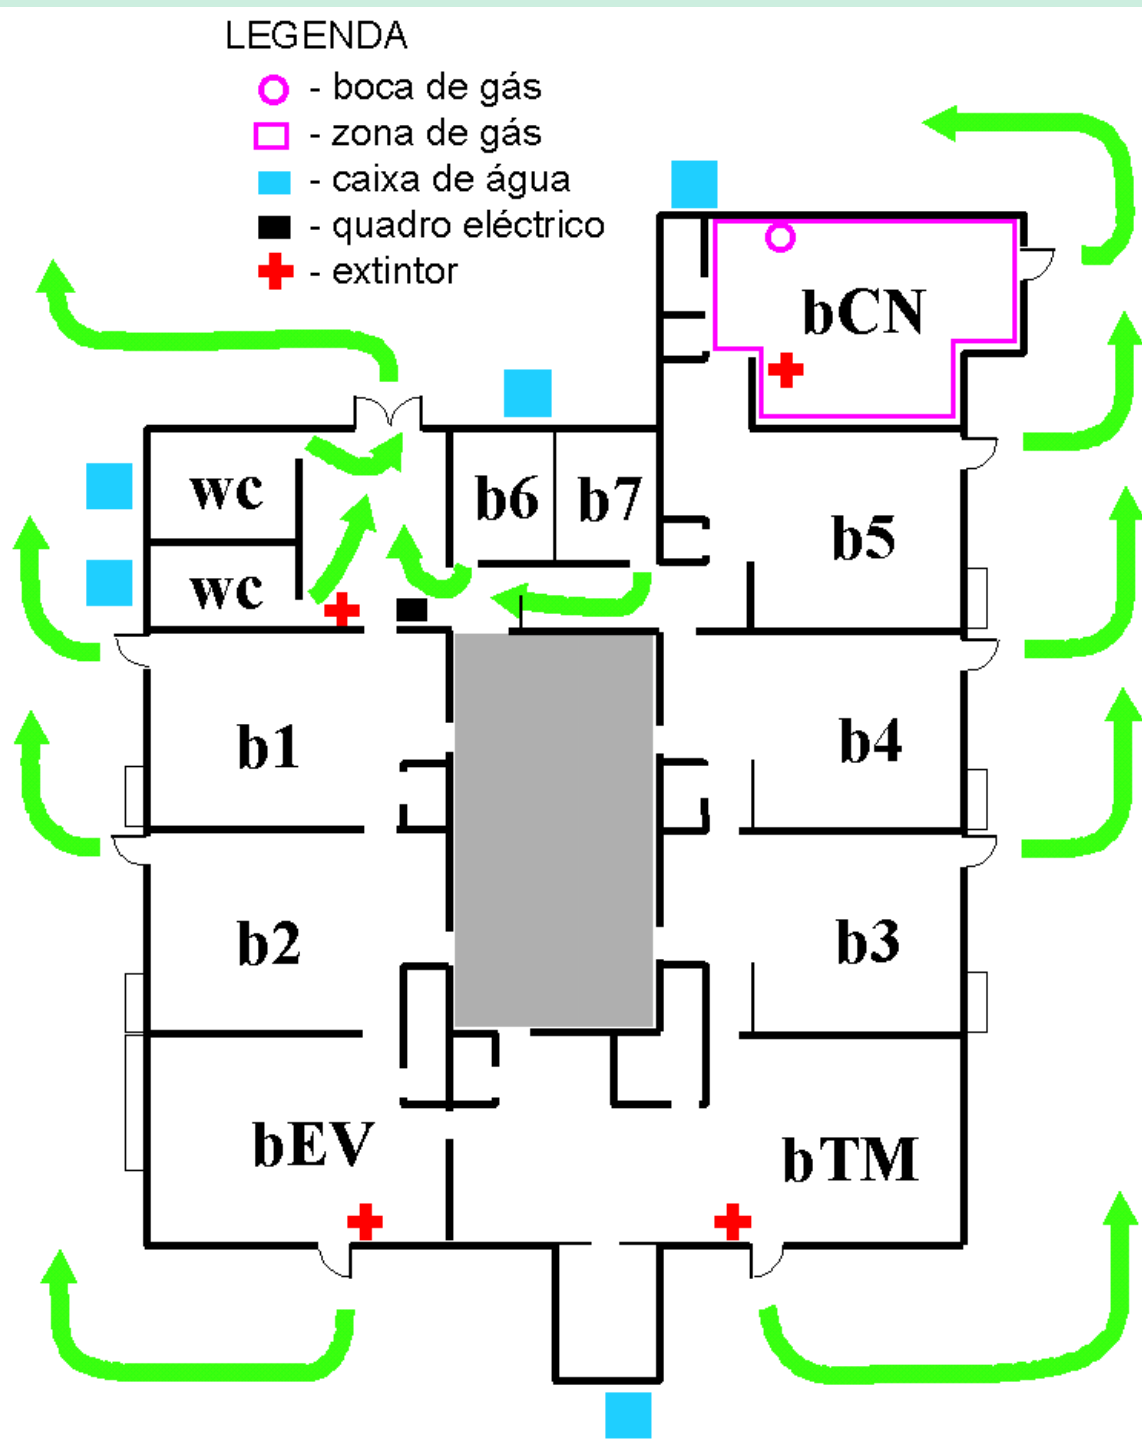 LEGENDA
- boca de gás
- zona de gás
- caixa de água
- quadro eléctrico
- extintor
bCN
wc
b6
b7
b5
wc
b1
b4
b2
b3
bEV
bTM